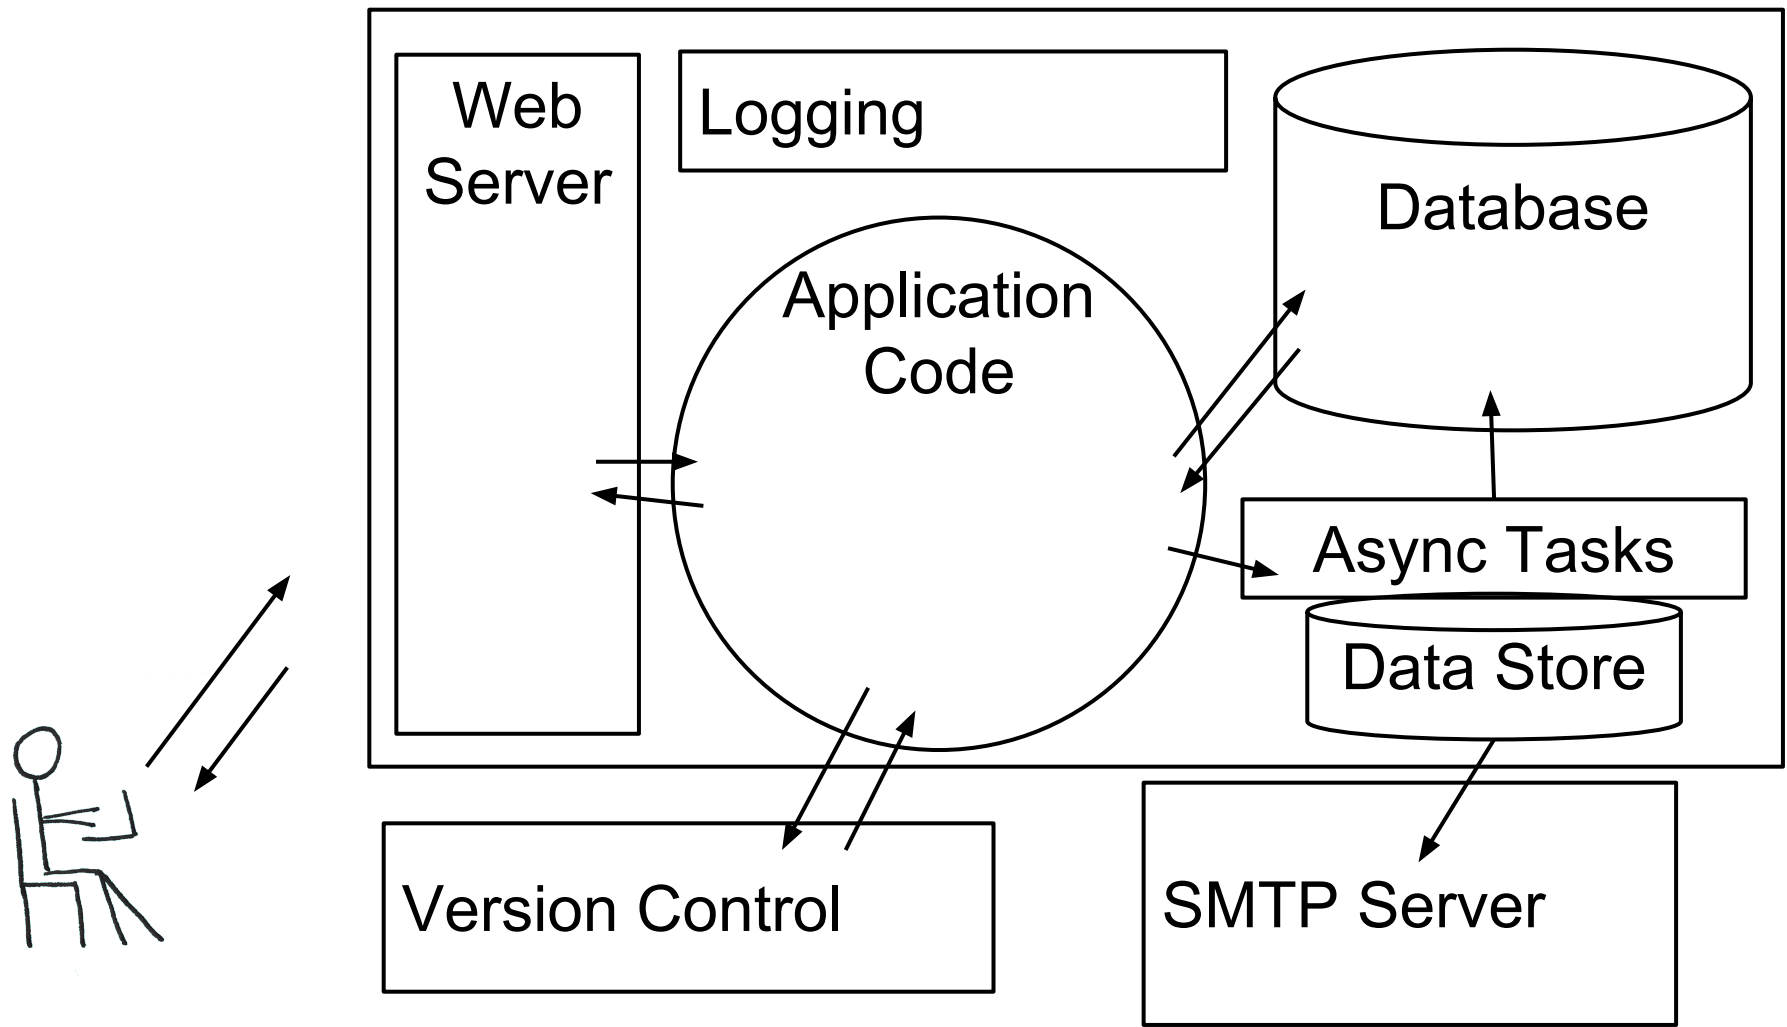 Web
Server
Logging
Database
Application
Code
Async Tasks
Data Store
Version Control
SMTP Server